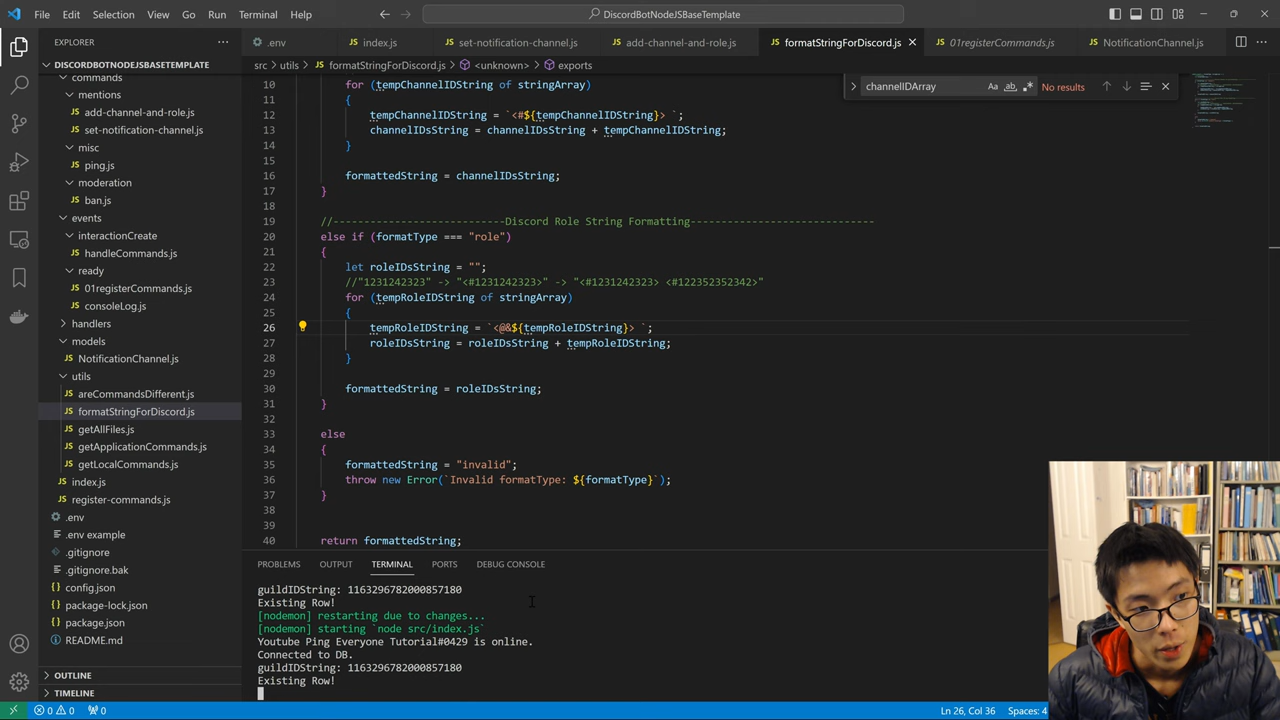 File Edit Selection View Go Run Terminal Help
DiscordBotNodeJSBaseTemplate
EXPLORER
.env
index.js
set-notification-channel.js
add-channel-and-role.js
formatStringForDiscord.js
01registerCommands.js
NotificationChannel.js
DISCORDBOTNODEJSBASETEMPLATE
src > utils > formatStringForDiscord.js > <unknown> > exports
channelIDArray
Aa ab .* No results
commands
mentions
add-channel-and-role.js
set-notification-channel.js
misc
ping.js
moderation
ban.js
events
interactionCreate
handleCommands.js
ready
01registerCommands.js
consoleLog.js
handlers
models
NotificationChannel.js
utils
areCommandsDifferent.js
formatStringForDiscord.js
getAllFiles.js
getApplicationCommands.js
getLocalCommands.js
index.js
register-commands.js
.env
.env example
.gitignore
.gitignore.bak
config.json
package-lock.json
package.json
README.md
OUTLINE
TIMELINE
10 for (tempChannelIDString of stringArray)
11 {
12 tempChannelIDString = `<#${tempChannelIDString}> `;
13 channelIDsString = channelIDsString + tempChannelIDString;
14 }
15
16 formattedString = channelIDsString;
17 }
18
19 //----------------------------Discord Role String Formatting------------------------------
20 else if (formatType === "role")
21 {
22 let roleIDsString = "";
23 //"1231242323" -> "<#1231242323>" -> "<#1231242323> <#122352352342>"
24 for (tempRoleIDString of stringArray)
25 {
26 tempRoleIDString = `<@&${tempRoleIDString}> `;
27 roleIDsString = roleIDsString + tempRoleIDString;
28 }
29
30 formattedString = roleIDsString;
31 }
32
33 else
34 {
35 formattedString = "invalid";
36 throw new Error(`Invalid formatType: ${formatType}`);
37 }
38
39
40 return formattedString;
PROBLEMS OUTPUT TERMINAL PORTS DEBUG CONSOLE
guildIDString: 1163296782000857180
Existing Row!
[nodemon] restarting due to changes...
[nodemon] starting `node src/index.js`
Youtube Ping Everyone Tutorial#0429 is online.
Connected to DB.
guildIDString: 1163296782000857180
Existing Row!
0 0 0
Ln 26, Col 36 Spaces: 4